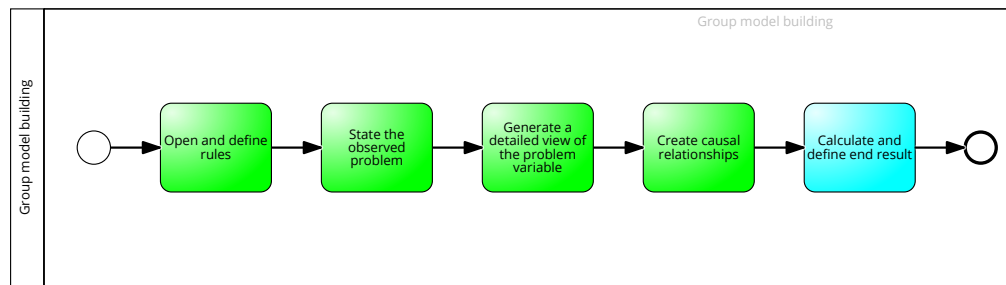 Group model building
Group model building
Open and define
rules
State the
observed
problem
Generate a
detailed view of
the problem
variable
Create causal
relationships
Calculate and
define end result